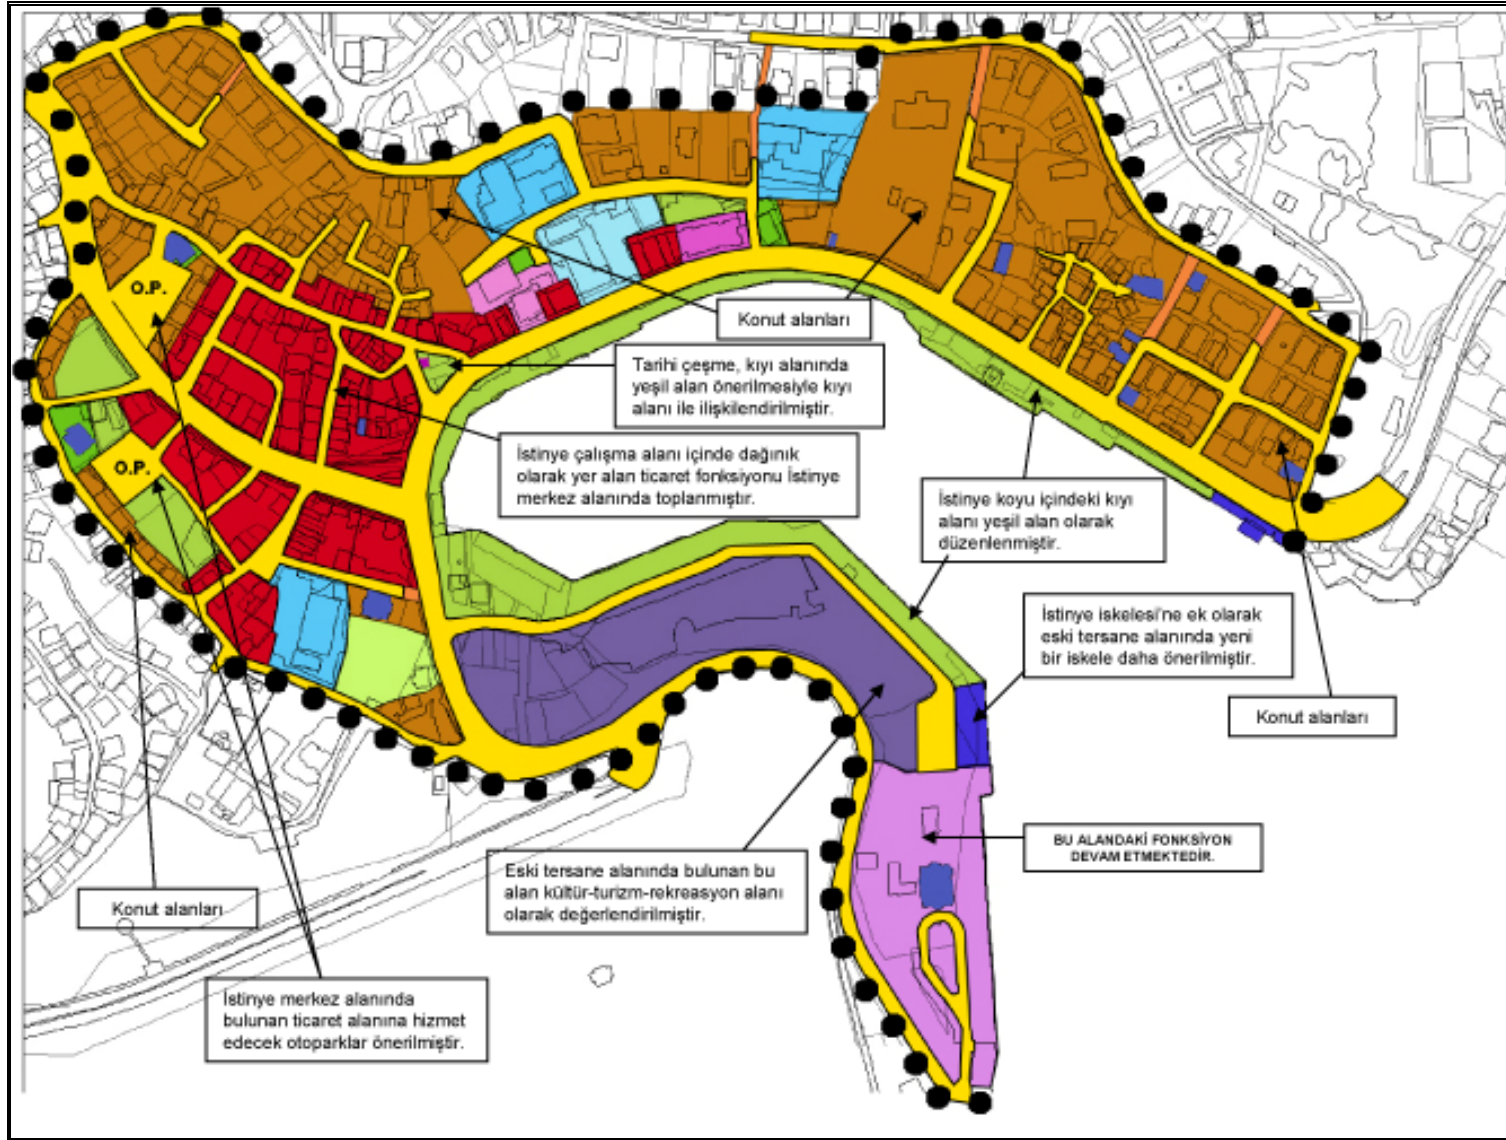 O.P.
Konut alanları
Tarihi çeşme, kıyı alanında
yeşil alan önerilmesiyle kıyı
alanı ile ilişkilendirilmiştir.
İstinye çalışma alanı içinde dağınık
olarak yer alan ticaret fonksiyonu İstinye
merkez alanında toplanmıştır.
O.P.
İstinye koyu içindeki kıyı
alanı yeşil alan olarak
düzenlenmiştir.
İstinye iskelesi'ne ek olarak
eski tersane alanında yeni
bir iskele daha önerilmiştir.
Konut alanları
BU ALANDAKİ FONKSİYON
DEVAM ETMEKTEDİR.
Eski tersane alanında bulunan bu
alan kültür-turizm-rekreasyon alanı
olarak değerlendirilmiştir.
Konut alanları
İstinye merkez alanında
bulunan ticaret alanına hizmet
edecek otoparklar önerilmiştir.